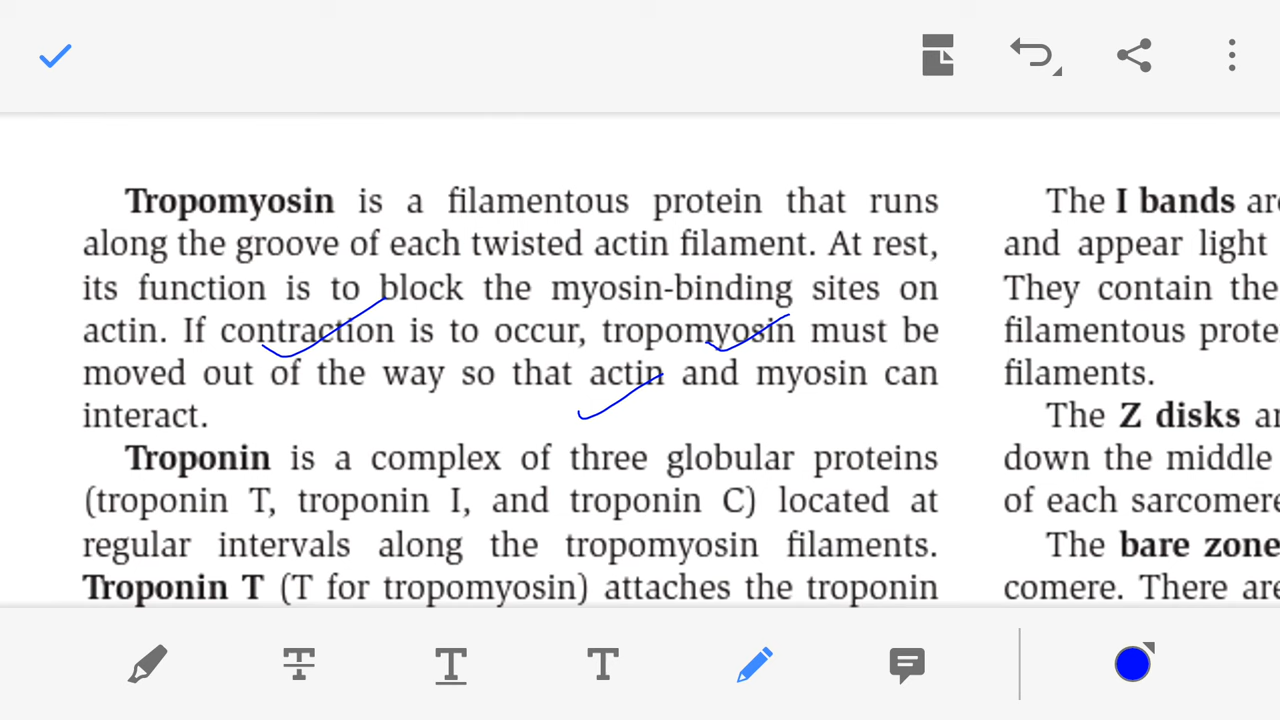 Tropomyosin is a filamentous protein that runs
along the groove of each twisted actin filament. At rest,
its function is to block the myosin-binding sites on
actin. If contraction is to occur, tropomyosin must be
moved out of the way so that actin and myosin can
interact.
Troponin is a complex of three globular proteins
(troponin T, troponin I, and troponin C) located at
regular intervals along the tropomyosin filaments.
Troponin T (T for tropomyosin) attaches the troponin
The I bands are
and appear light
They contain the
filamentous prote
filaments.
The Z disks ar
down the middle
of each sarcomere
The bare zone
comere. There are
T
T
T